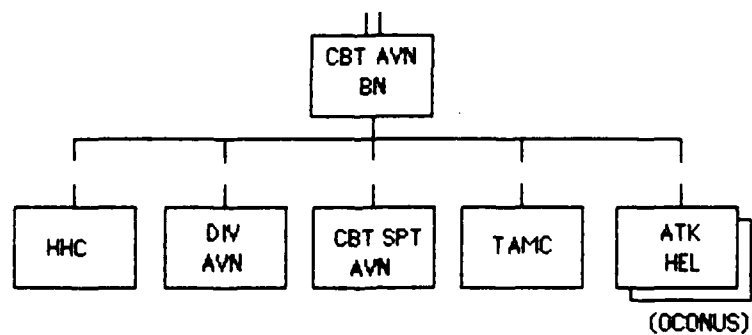 CBT AVN
BN
HHC
DIV
AVN
CBT SPT
AVN
TAMC
ATK
HEL
(OCONUS)